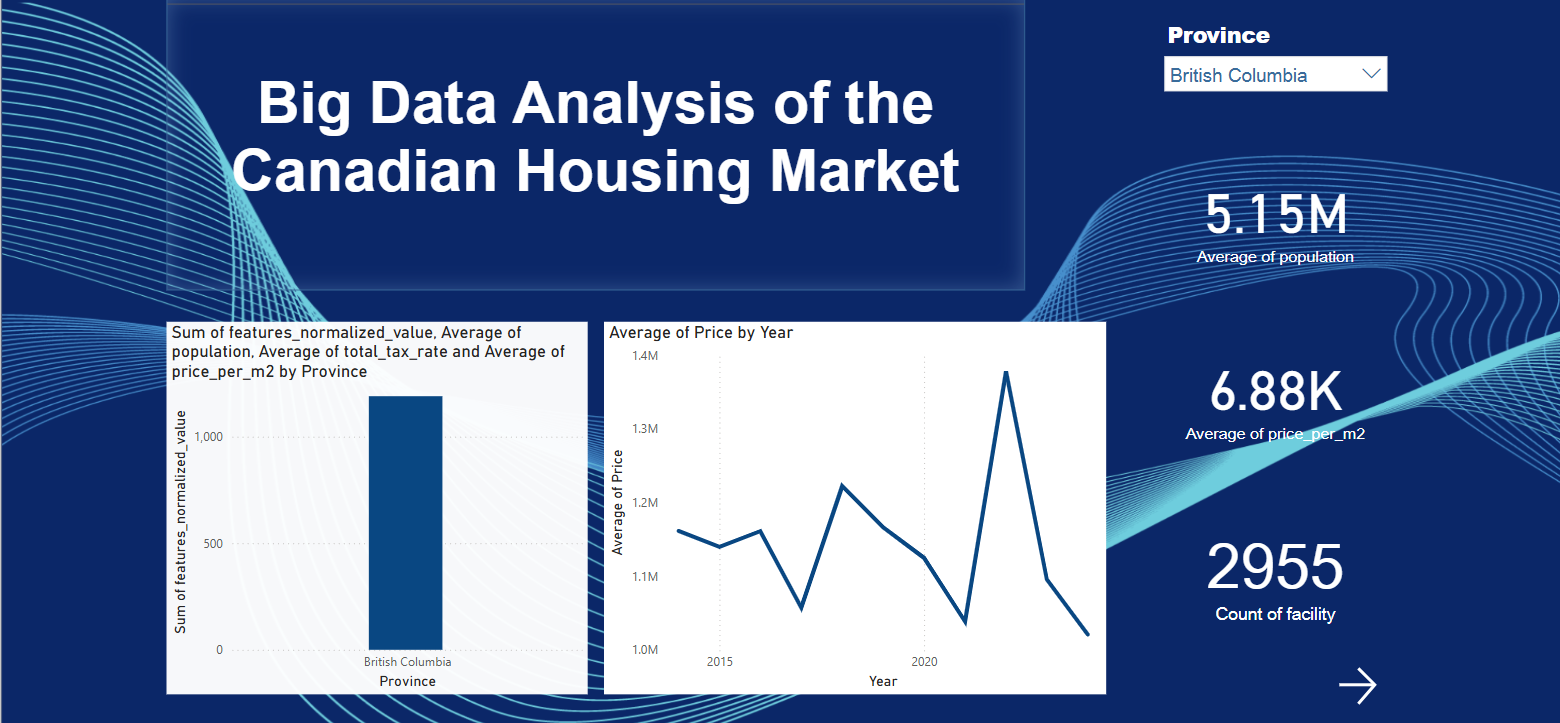 Big Data Analysis of the
Canadian Housing Market
Province
British Columbia
5.15M
Average of population
6.88K
Average of price_per_m2
2955
Count of facility
Sum of features_normalized_value, Average of
population, Average of total_tax_rate and Average of
price_per_m2 by Province
Sum of features_normalized_value
1,000
500
0
British Columbia
Province
Average of Price by Year
Average of Price
1.4M
1.3M
1.2M
1.1M
1.0M
2015
2020
Year